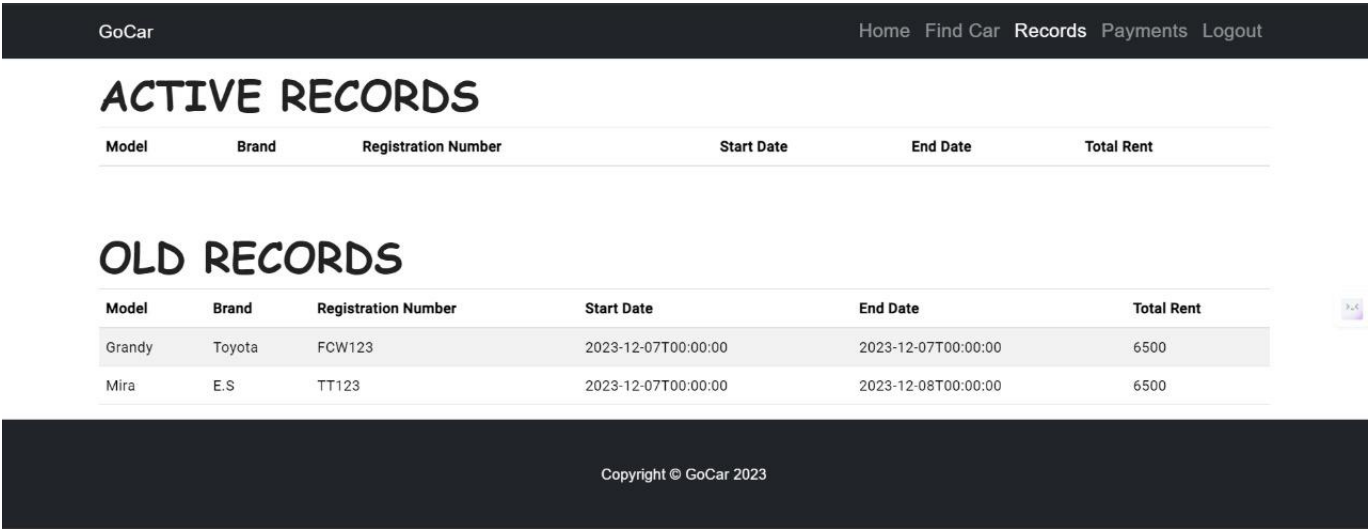 GoCar Home Find Car Records Payments Logout
ACTIVE RECORDS
Model Brand Registration Number Start Date End Date Total Rent
OLD RECORDS
Model Brand Registration Number Start Date End Date Total Rent
Grandy Toyota FCW123 2023-12-07T00:00:00 2023-12-07T00:00:00 6500
Mira E.S TT123 2023-12-07T00:00:00 2023-12-08T00:00:00 6500
Copyright © GoCar 2023